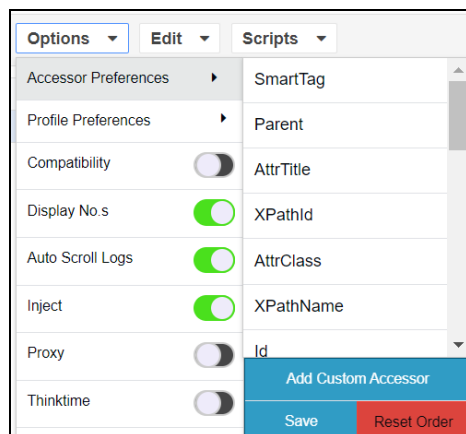 Options Edit Scripts
Accessor Preferences
Profile Preferences
Compatibility
Display No.s
Auto Scroll Logs
Inject
Proxy
Thinktime
SmartTag
Parent
AttrTitle
XPathId
AttrClass
XPathName
Id
Add Custom Accessor
Save Reset Order